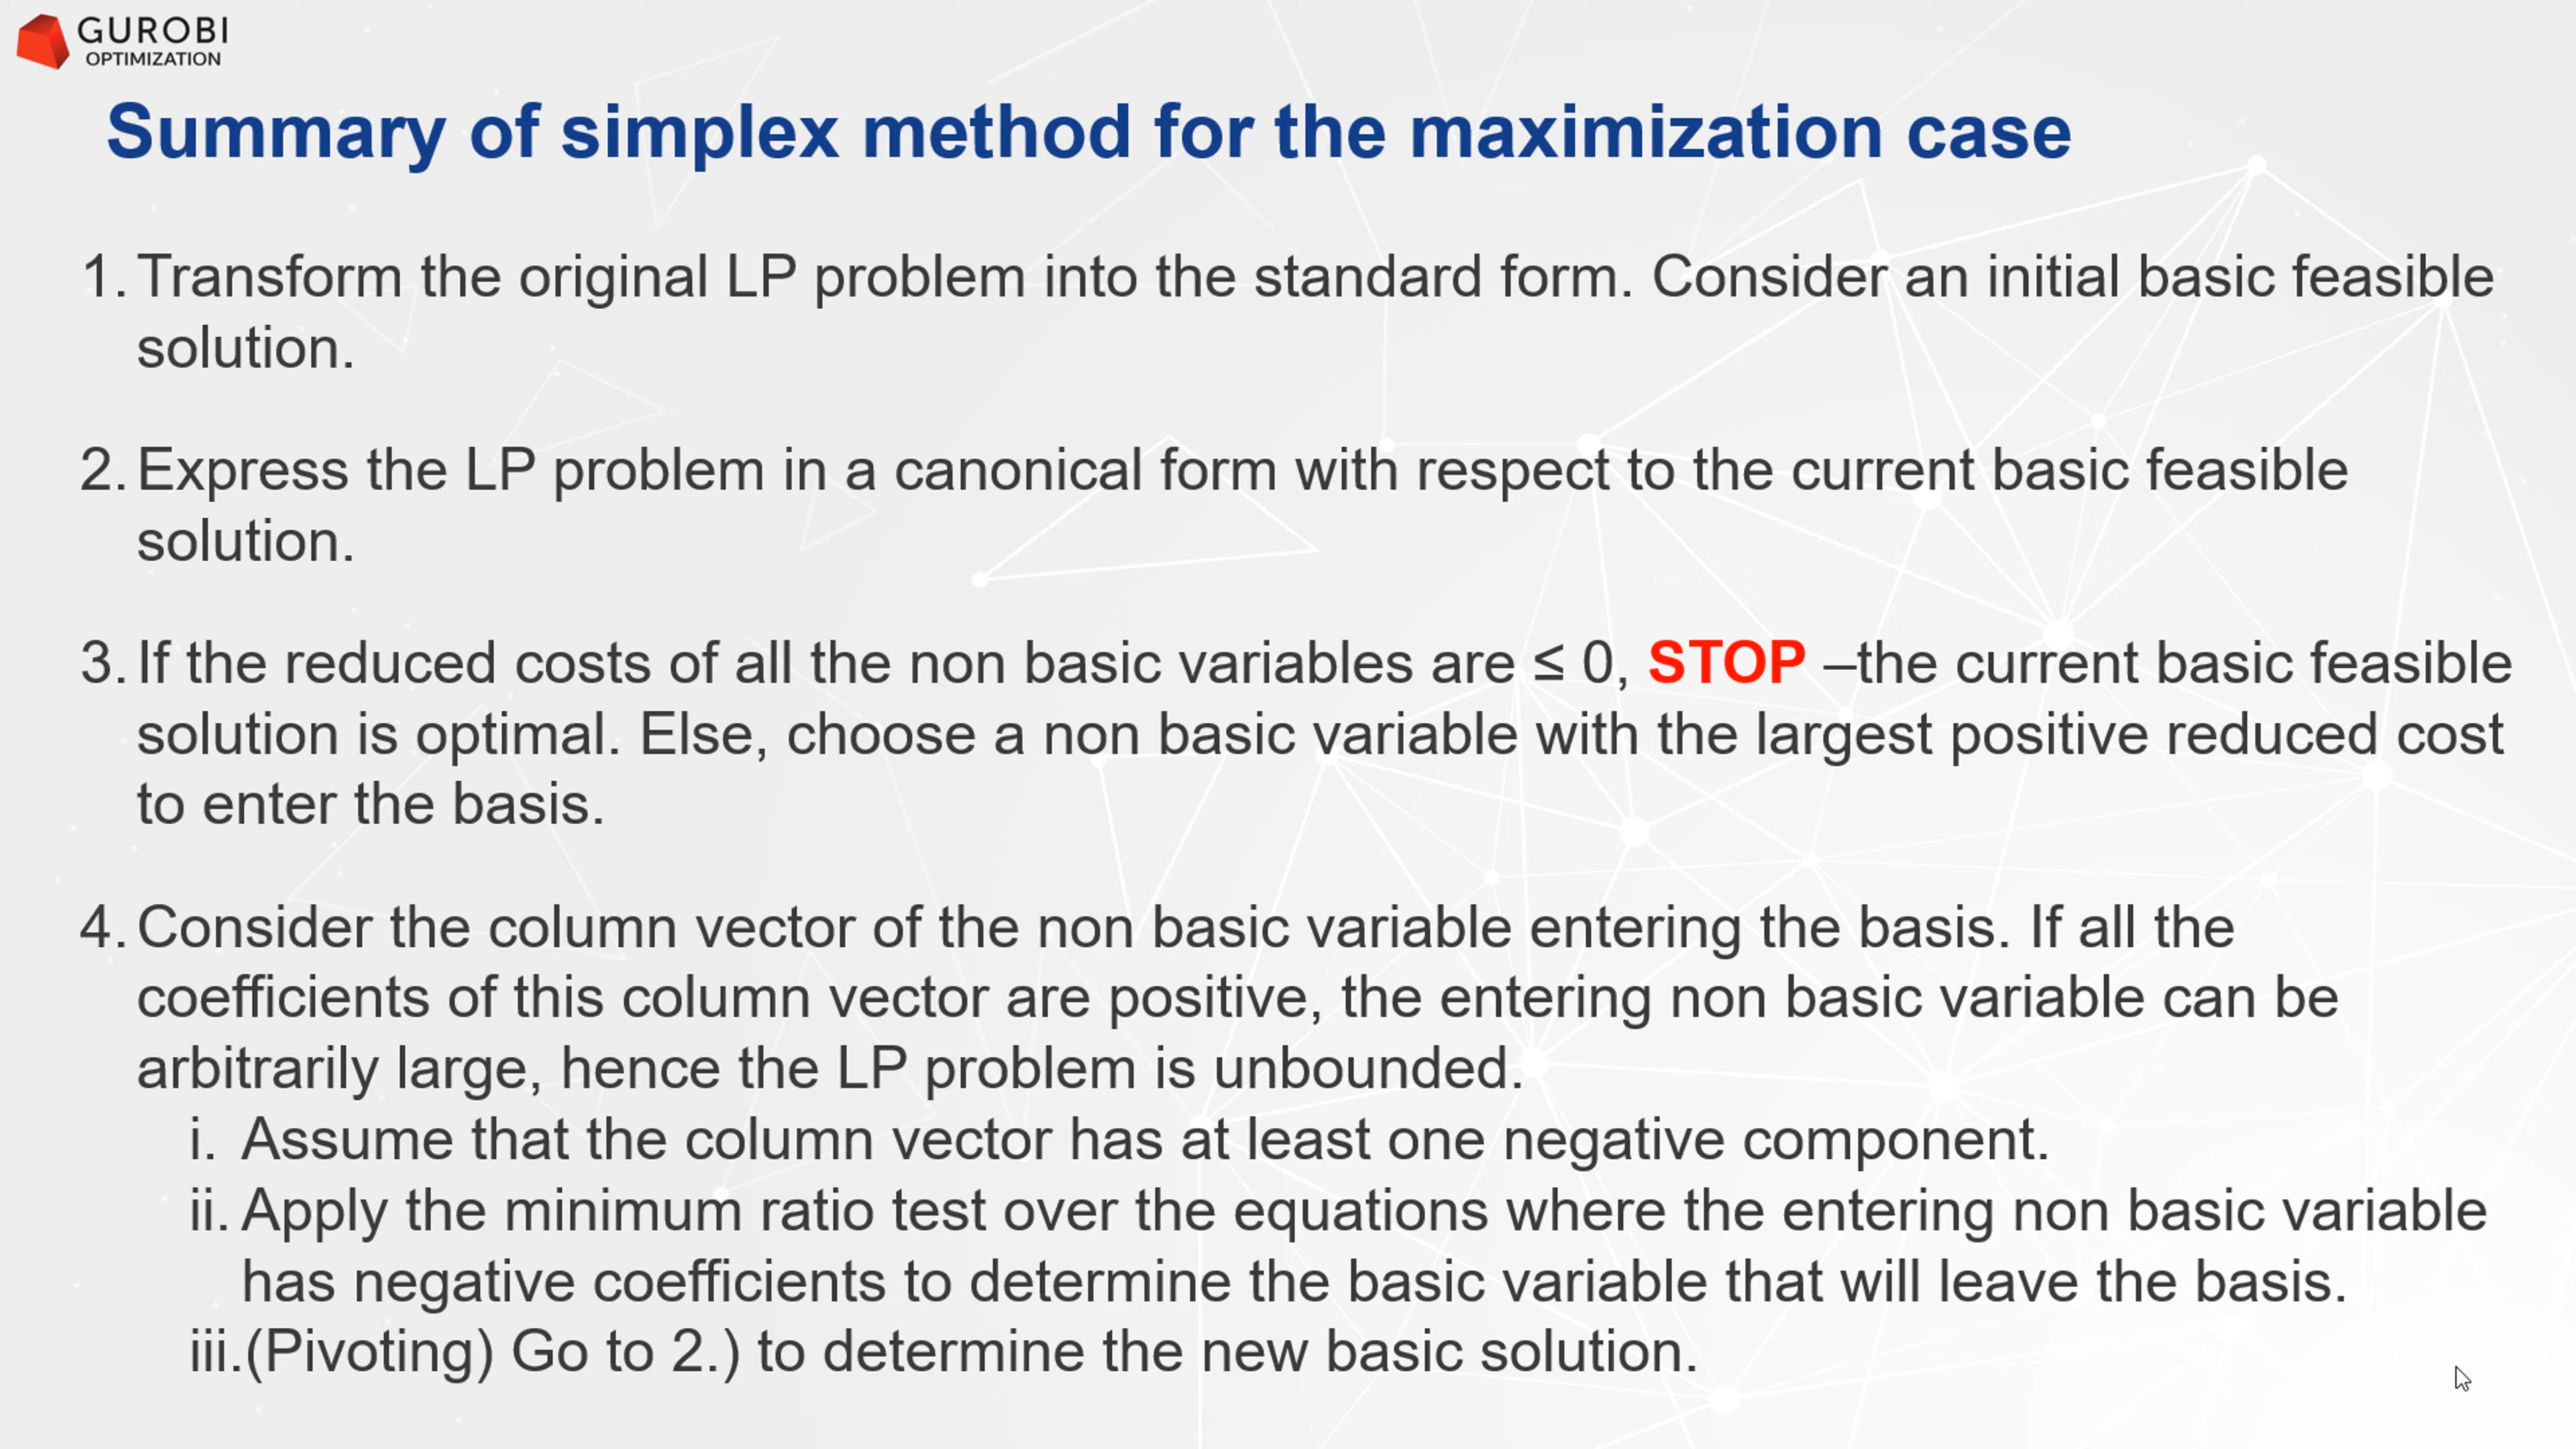 GUROBI
OPTIMIZATION
Summary of simplex method for the maximization case
1. Transform the original LP problem into the standard form. Consider an initial basic feasible
solution.
2. Express the LP problem in a canonical form with respect to the current basic feasible
solution.
3. If the reduced costs of all the non basic variables are ≤ 0, STOP –the current basic feasible
solution is optimal. Else, choose a non basic variable with the largest positive reduced cost
to enter the basis.
4. Consider the column vector of the non basic variable entering the basis. If all the
coefficients of this column vector are positive, the entering non basic variable can be
arbitrarily large, hence the LP problem is unbounded.
i. Assume that the column vector has at least one negative component.
ii. Apply the minimum ratio test over the equations where the entering non basic variable
has negative coefficients to determine the basic variable that will leave the basis.
iii.(Pivoting) Go to 2.) to determine the new basic solution.